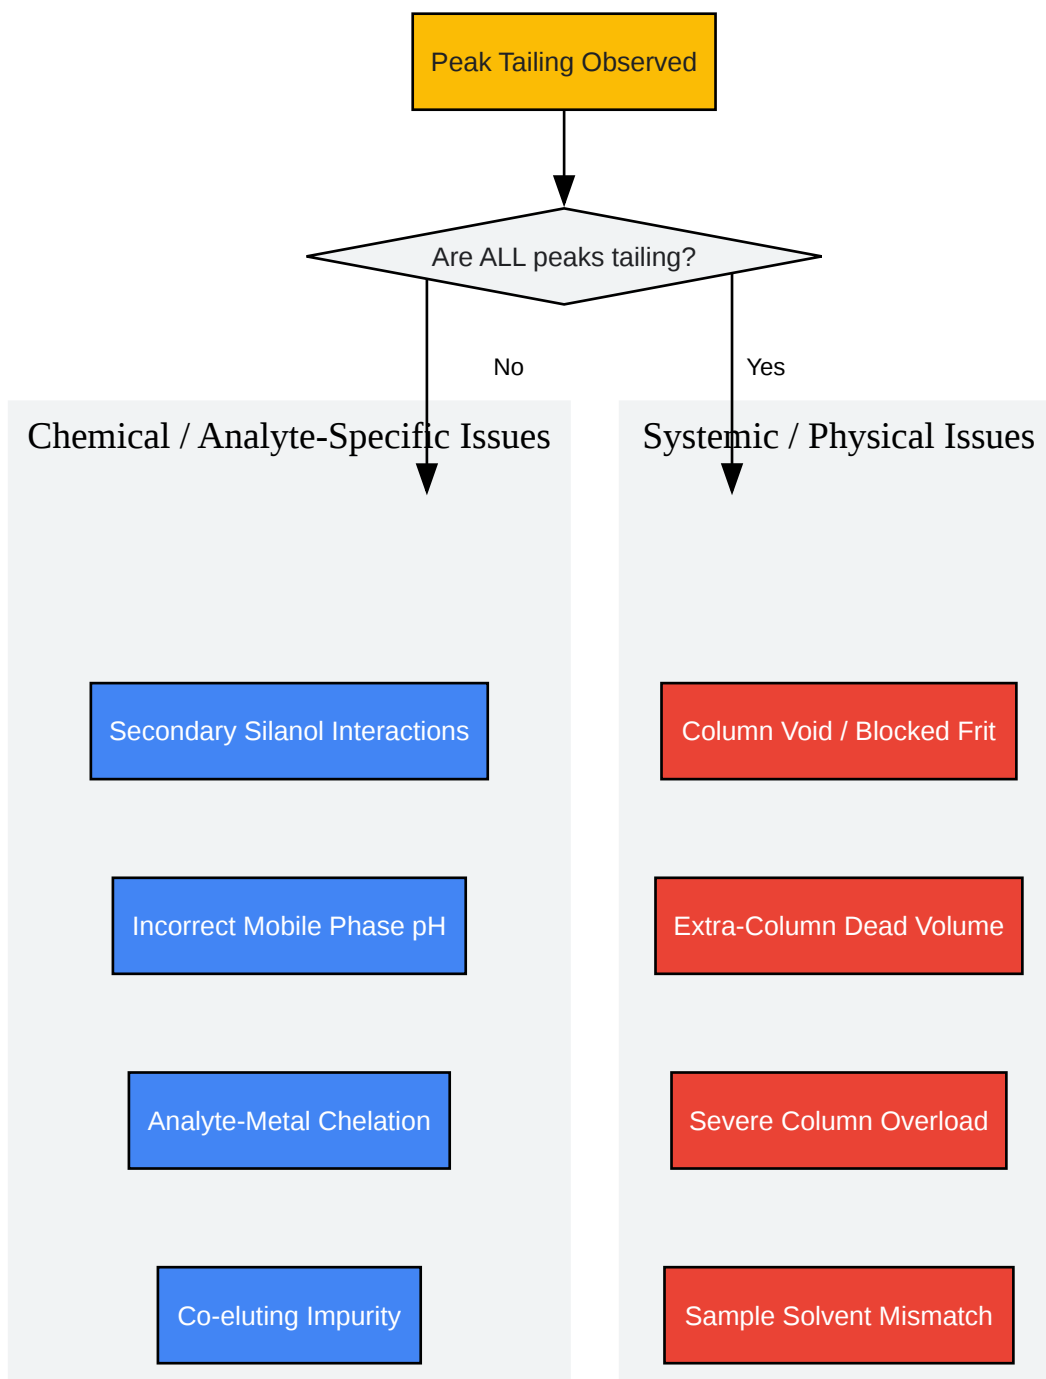 Peak Tailing Observed
Are ALL peaks tailing?
No
Yes
Chemical / Analyte-Specific Issues
Secondary Silanol Interactions
Incorrect Mobile Phase pH
Analyte-Metal Chelation
Co-eluting Impurity
Systemic / Physical Issues
Column Void / Blocked Frit
Extra-Column Dead Volume
Severe Column Overload
Sample Solvent Mismatch